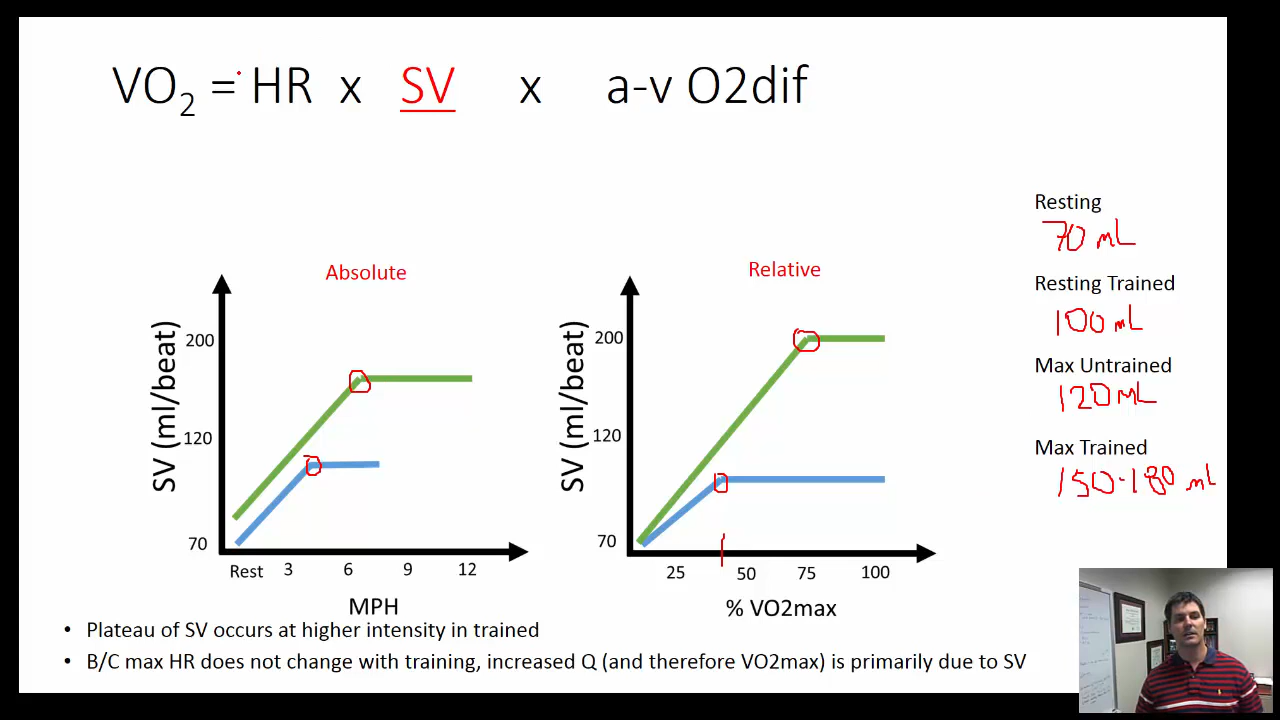 VO2 = HR x SV x a-v O2dif
Absolute
SV (ml/beat)
200
120
70
Rest 3 6 9 12
MPH
Relative
SV (ml/beat)
200
120
70
25 50 75 100
% VO2max
Resting
70 mL
Resting Trained
100 mL
Max Untrained
120 mL
Max Trained
150-180 mL
• Plateau of SV occurs at higher intensity in trained
• B/C max HR does not change with training, increased Q (and therefore VO2max) is primarily due to SV